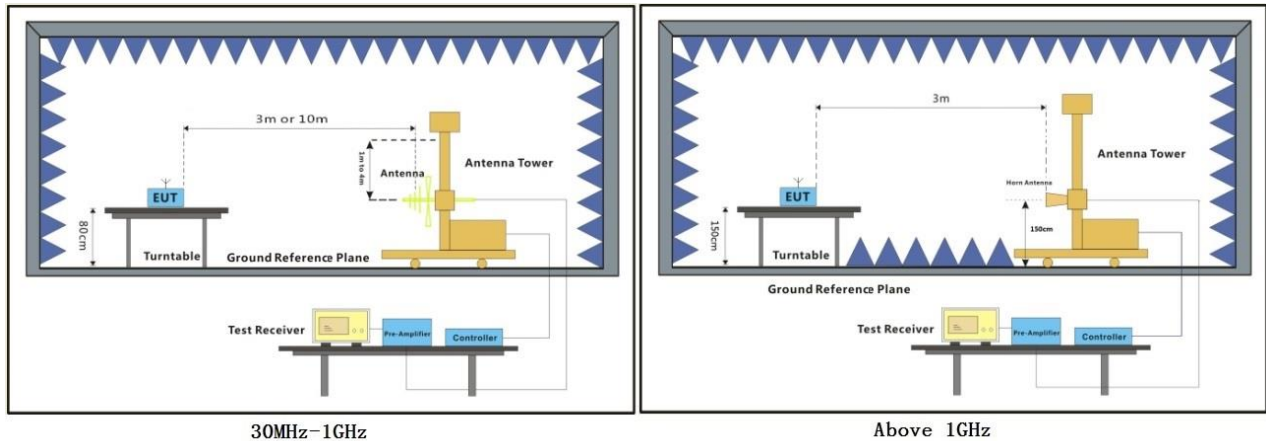 3m or 10m
1m to 4m
Antenna
Antenna Tower
EUT
80cm
Turntable
Ground Reference Plane
Test Receiver
Pre-Amplifier
Controller
30MHz-1GHz
3m
Antenna Tower
Horn Antenna
EUT
150cm
150cm
Turntable
Ground Reference Plane
Test Receiver
Pre-Amplifier
Controller
Above 1GHz